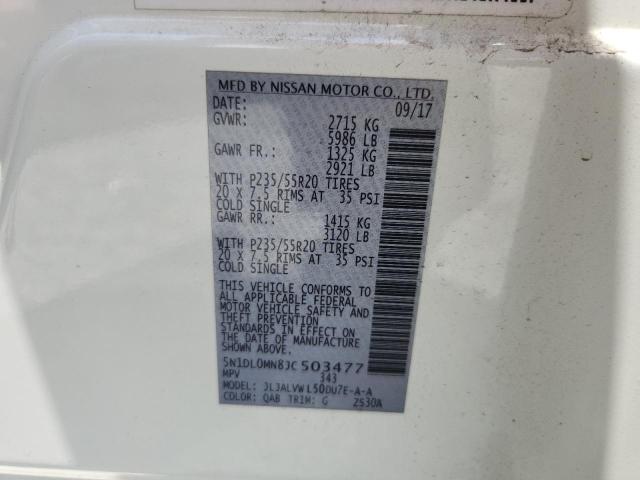 MFD BY NISSAN MOTOR CO., LTD.
DATE: 09/17
GVWR: 2715 KG
5986 LB
GAWR FR.: 1325 KG
2921 LB
WITH P235/55R20 TIRES
20 X 7.5 RIMS AT 35 PSI
COLD SINGLE
GAWR RR.: 1415 KG
3120 LB
WITH P235/55R20 TIRES
20 X 7.5 RIMS AT 35 PSI
COLD SINGLE
THIS VEHICLE CONFORMS TO
ALL APPLICABLE FEDERAL
MOTOR VEHICLE SAFETY AND
THEFT PREVENTION
STANDARDS IN EFFECT ON
THE DATE OF MANUFACTURE
SHOWN ABOVE.
5N1DL0MN8JC503477
MPV 343
MODEL: JL3ALVWL50DU7E-A-A
COLOR: QAB TRIM: G 2S30A